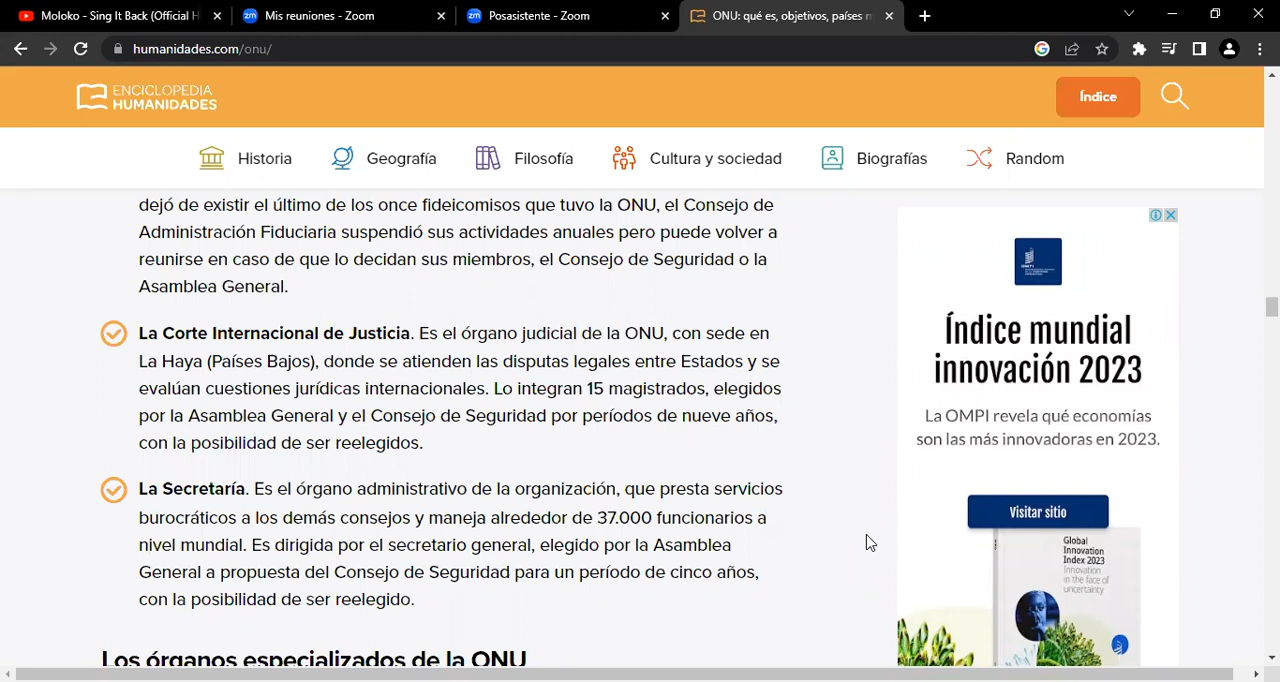 Moloko - Sing It Back (Official H
Mis reuniones - Zoom
Posasistente - Zoom
ONU: qué es, objetivos, países
humanidades.com/onu/
ENCICLOPEDIA
HUMANIDADES
Índice
Historia
Geografía
Filosofía
Cultura y sociedad
Biografías
Random
dejó de existir el último de los once fideicomisos que tuvo la ONU, el Consejo de
Administración Fiduciaria suspendió sus actividades anuales pero puede volver a
reunirse en caso de que lo decidan sus miembros, el Consejo de Seguridad o la
Asamblea General.
La Corte Internacional de Justicia. Es el órgano judicial de la ONU, con sede en
La Haya (Países Bajos), donde se atienden las disputas legales entre Estados y se
evalúan cuestiones jurídicas internacionales. Lo integran 15 magistrados, elegidos
por la Asamblea General y el Consejo de Seguridad por períodos de nueve años,
con la posibilidad de ser reelegidos.
La Secretaría. Es el órgano administrativo de la organización, que presta servicios
burocráticos a los demás consejos y maneja alrededor de 37.000 funcionarios a
nivel mundial. Es dirigida por el secretario general, elegido por la Asamblea
General a propuesta del Consejo de Seguridad para un período de cinco años,
con la posibilidad de ser reelegido.
Los órganos especializados de la ONU
OMPI
Índice mundial
innovación 2023
La OMPI revela qué economías
son las más innovadoras en 2023.
Visitar sitio
Global
Innovation
Index 2023
Innovation
in the face of
uncertainty